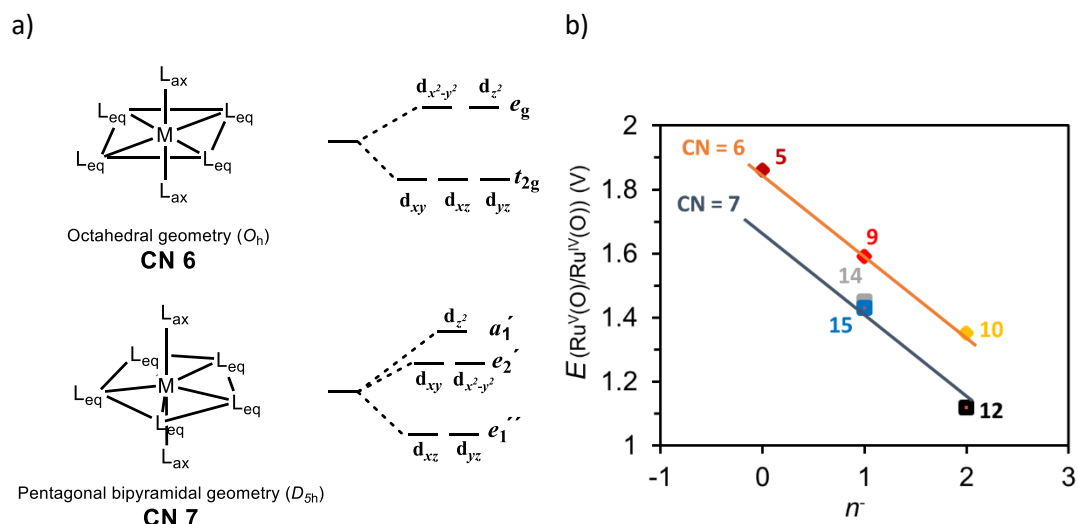 a)
L_ax
L_eq L_eq
M
L_eq L_eq
L_ax
d_x²-y² d_z² e_g
t_2g
d_xy d_xz d_yz
Octahedral geometry (O_h)
CN 6
L_ax
L_eq L_eq
M
L_eq L_eq
L_eq
L_ax
d_z² a_1´
e_2´
d_xy d_x²-y²
e_1´´
d_xz d_yz
Pentagonal bipyramidal geometry (D_5h)
CN 7
b)
E (Ru^V(O)/Ru^IV(O)) (V)
2
1.8
1.6
1.4
1.2
1
CN = 6
5
CN = 7
9
14
15
10
12
-1 0 1 2 3
n^-